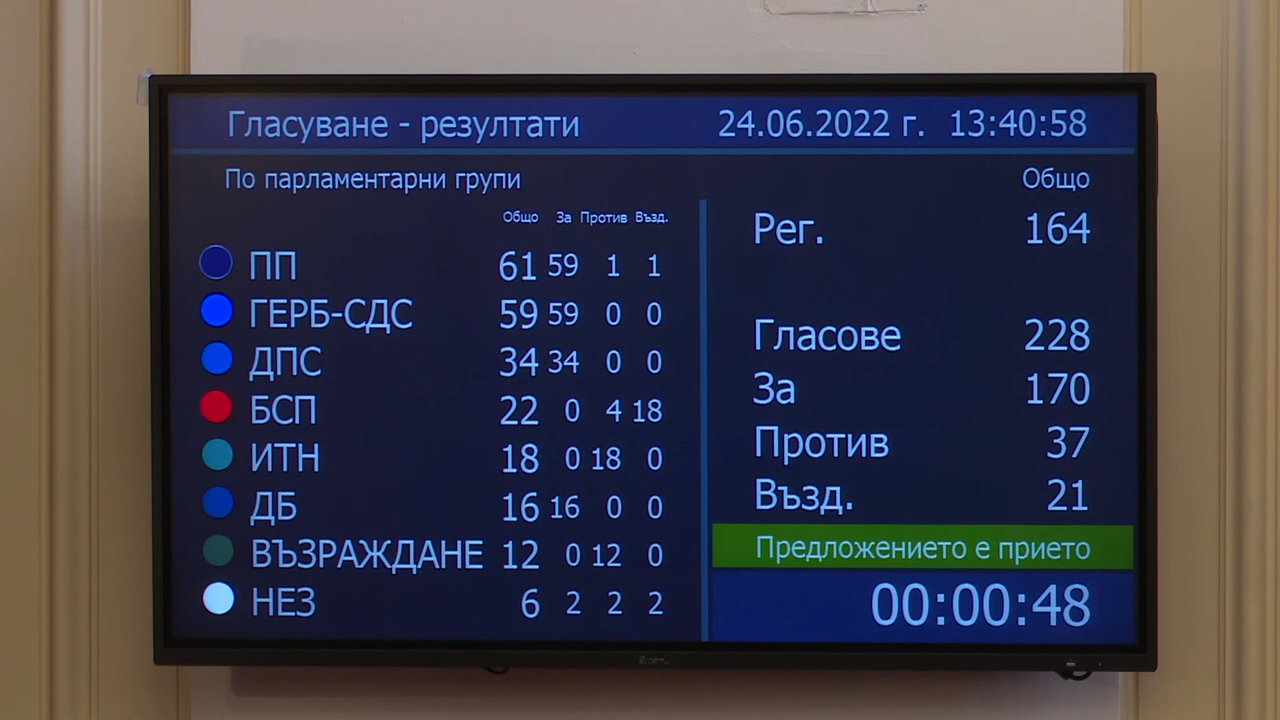 Гласуване - резултати 24.06.2022 г. 13:40:58
По парламентарни групи Общо
Общо За Против Възд.
ПП 61 59 1 1
ГЕРБ-СДС 59 59 0 0
ДПС 34 34 0 0
БСП 22 0 4 18
ИТН 18 0 18 0
ДБ 16 16 0 0
ВЪЗРАЖДАНЕ 12 0 12 0
НЕЗ 6 2 2 2
Рег. 164
Гласове 228
За 170
Против 37
Възд. 21
Предложението е прието
00:00:48